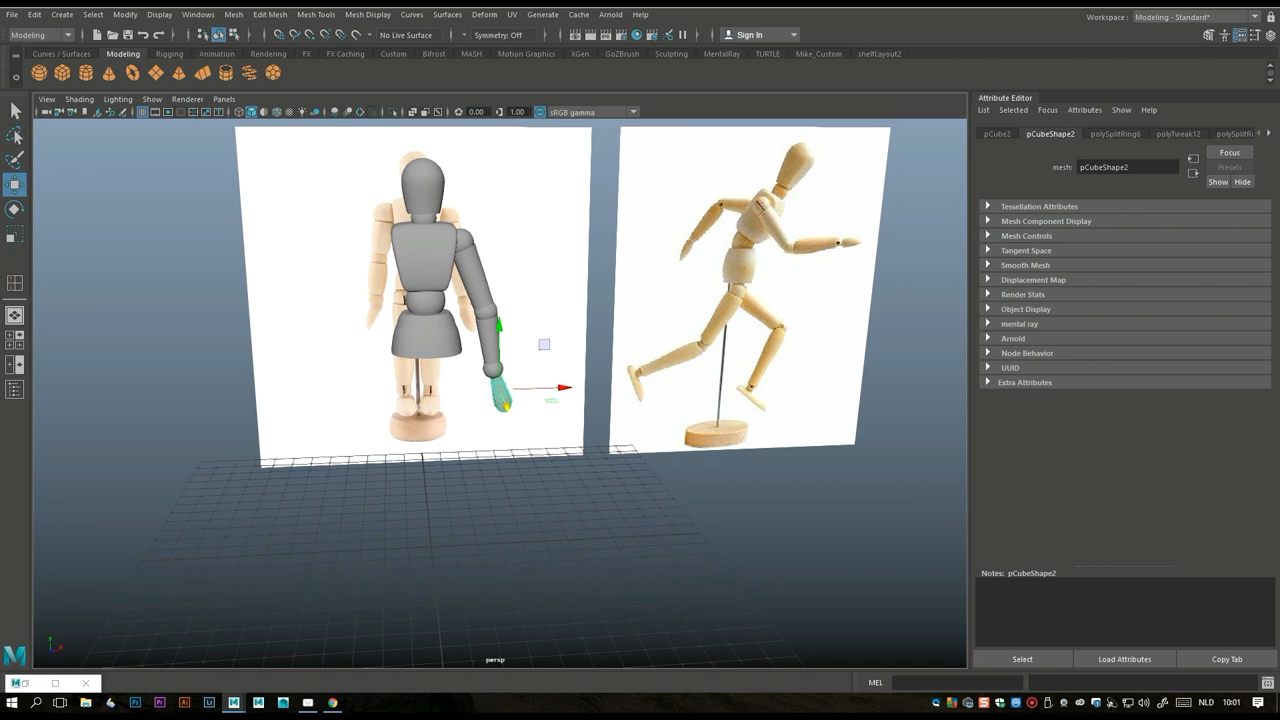 File Edit Create Select Modify Display Windows Mesh Edit Mesh Mesh Tools Mesh Display Curves Surfaces Deform UV Generate Cache Arnold Help
Workspace : Modeling - Standard*
Modeling No Live Surface Symmetry: Off Sign In
Curves / Surfaces Modeling Rigging Animation Rendering FX FX Caching Custom Bifrost MASH Motion Graphics XGen GoZBrush Sculpting MentalRay TURTLE Mike_Custom shelfLayout2
View Shading Lighting Show Renderer Panels
0.00 1.00 sRGB gamma
persp
Attribute Editor
List Selected Focus Attributes Show Help
pCube2 pCubeShape2 polySplitRing6 polyTweak12 polySplitRi
mesh: pCubeShape2
Focus
Presets
Show Hide
Tessellation Attributes
Mesh Component Display
Mesh Controls
Tangent Space
Smooth Mesh
Displacement Map
Render Stats
Object Display
mental ray
Arnold
Node Behavior
UUID
Extra Attributes
Notes: pCubeShape2
Select Load Attributes Copy Tab
MEL
NLD 10:01